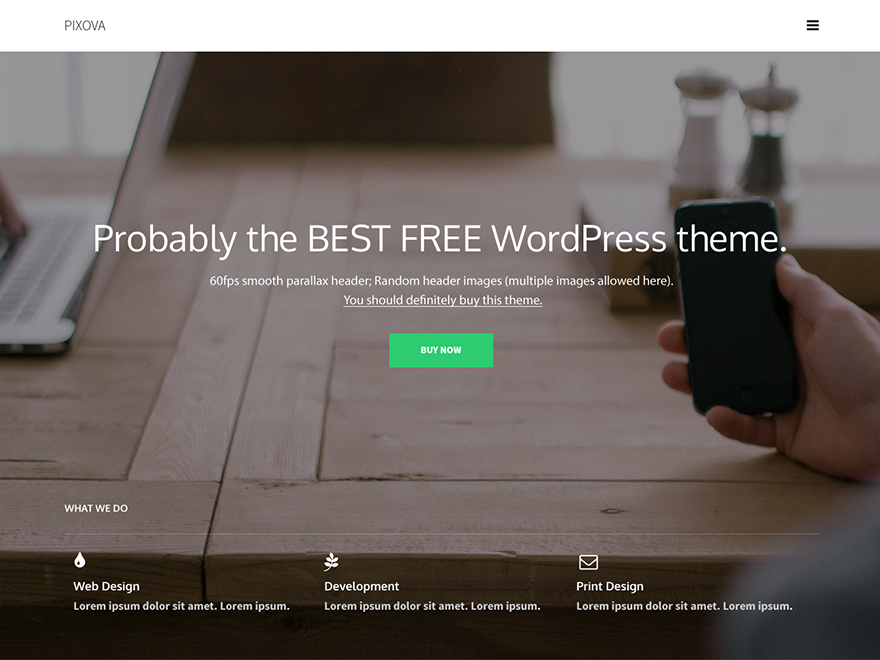 PIXOVA
Probably the BEST FREE WordPress theme.
60fps smooth parallax header; Random header images (multiple images allowed here).
You should definitely buy this theme.
BUY NOW
WHAT WE DO
Web Design
Lorem ipsum dolor sit amet. Lorem ipsum.
Development
Lorem ipsum dolor sit amet. Lorem ipsum.
Print Design
Lorem ipsum dolor sit amet. Lorem ipsum.